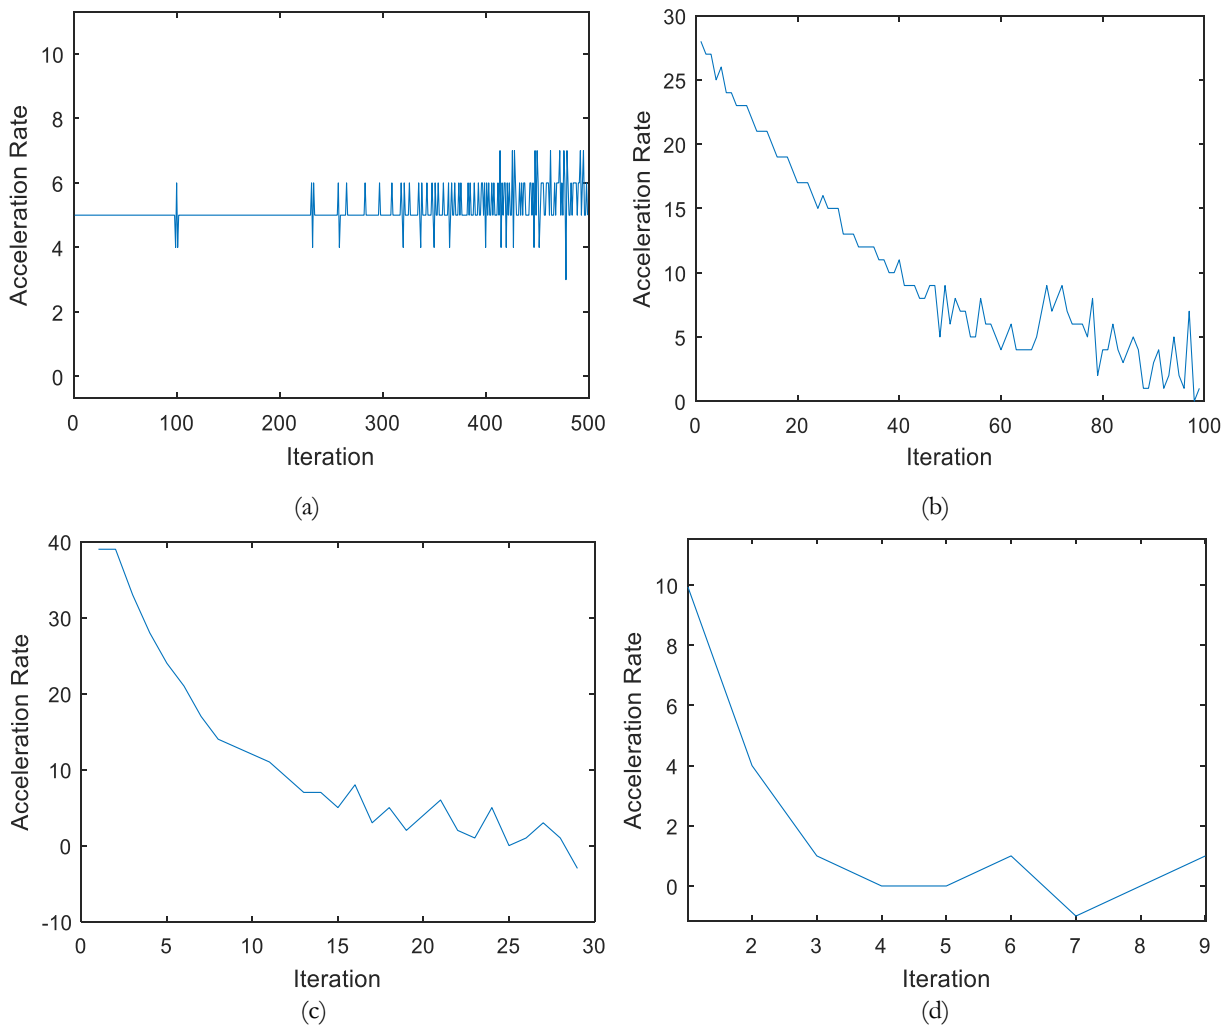 10
8
6
4
2
0
Acceleration Rate
0 100 200 300 400 500
Iteration
(a)
30
25
20
15
10
5
0
Acceleration Rate
0 20 40 60 80 100
Iteration
(b)
40
30
20
10
0
-10
Acceleration Rate
0 5 10 15 20 25 30
Iteration
(c)
10
8
6
4
2
0
Acceleration Rate
2 3 4 5 6 7 8 9
Iteration
(d)